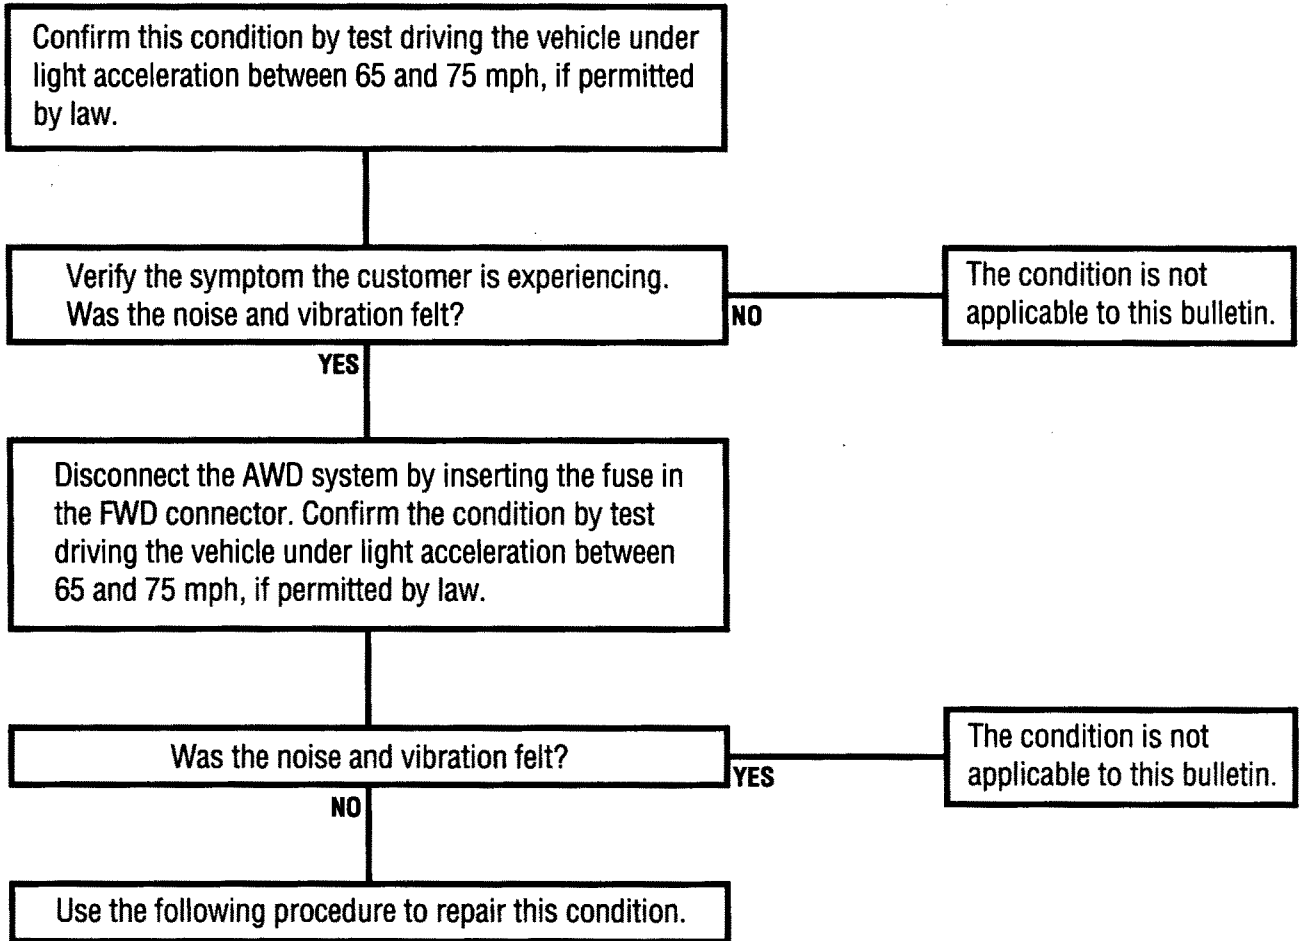 Confirm this condition by test driving the vehicle under
light acceleration between 65 and 75 mph, if permitted
by law.
Verify the symptom the customer is experiencing.
Was the noise and vibration felt?
NO
The condition is not
applicable to this bulletin.
YES
Disconnect the AWD system by inserting the fuse in
the FWD connector. Confirm the condition by test
driving the vehicle under light acceleration between
65 and 75 mph, if permitted by law.
Was the noise and vibration felt?
YES
The condition is not
applicable to this bulletin.
NO
Use the following procedure to repair this condition.